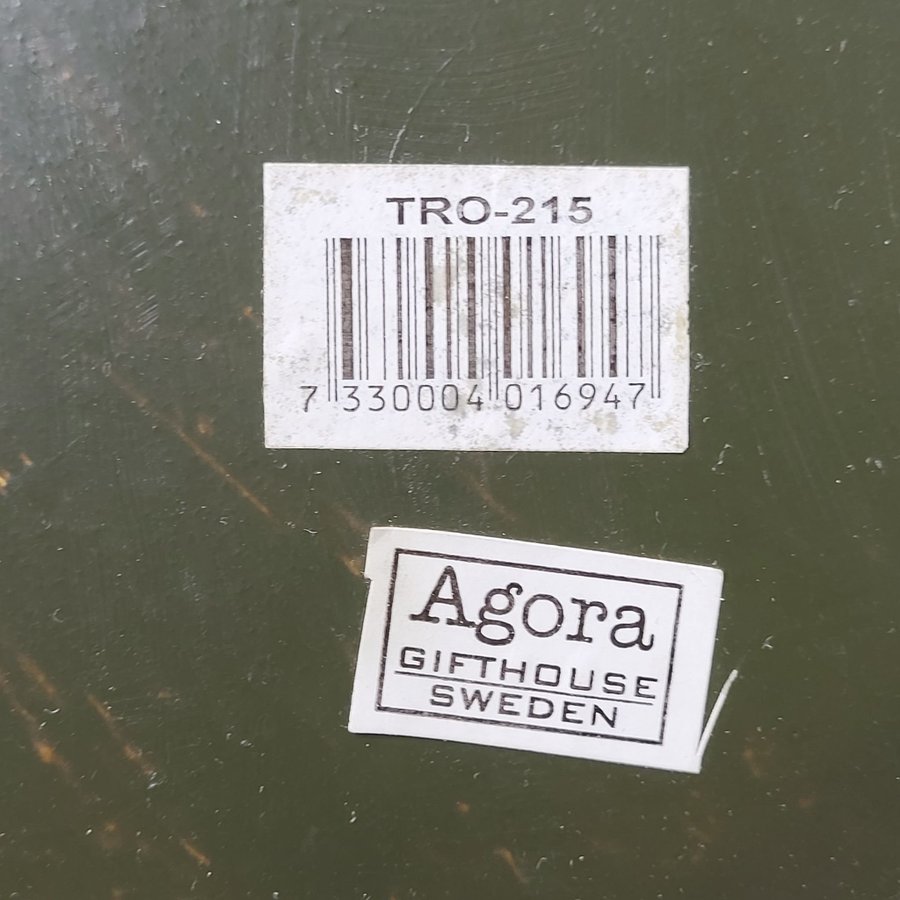 TRO-215
7 330004 016947
Agora
GIFTHOUSE
SWEDEN